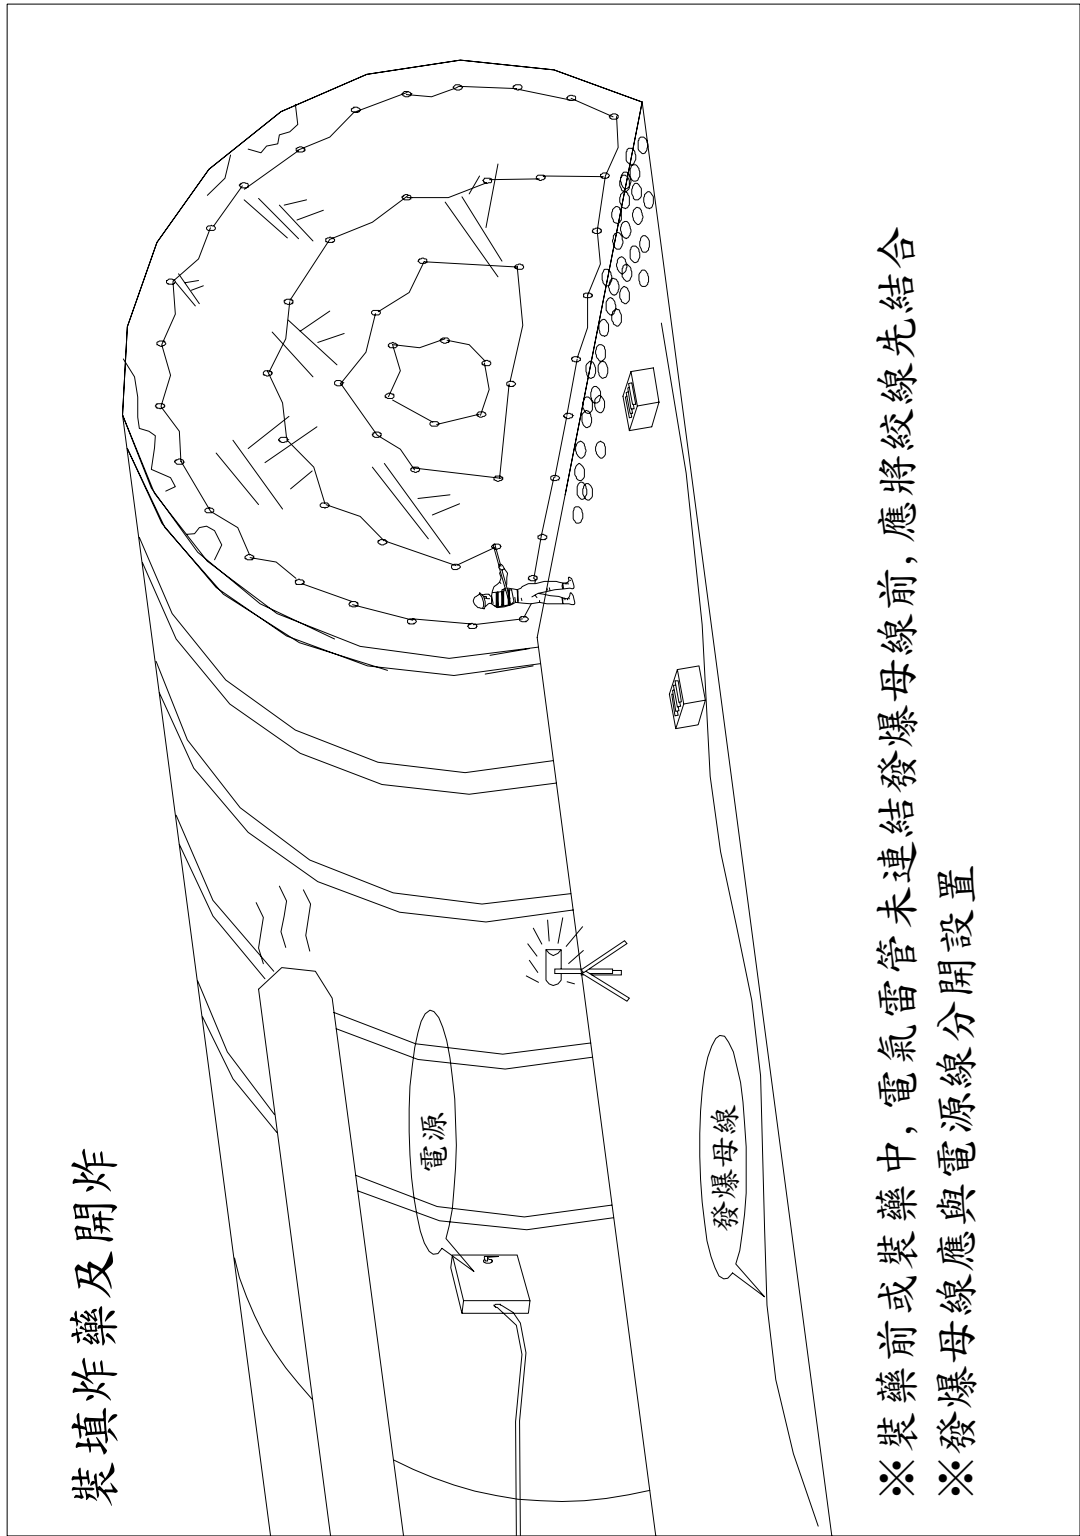 裝填炸藥及開炸
電源
發爆母線
※裝藥前或裝藥中，電氣雷管未連結發爆母線前，應將絞線先結合
※發爆母線應與電源線分開設置